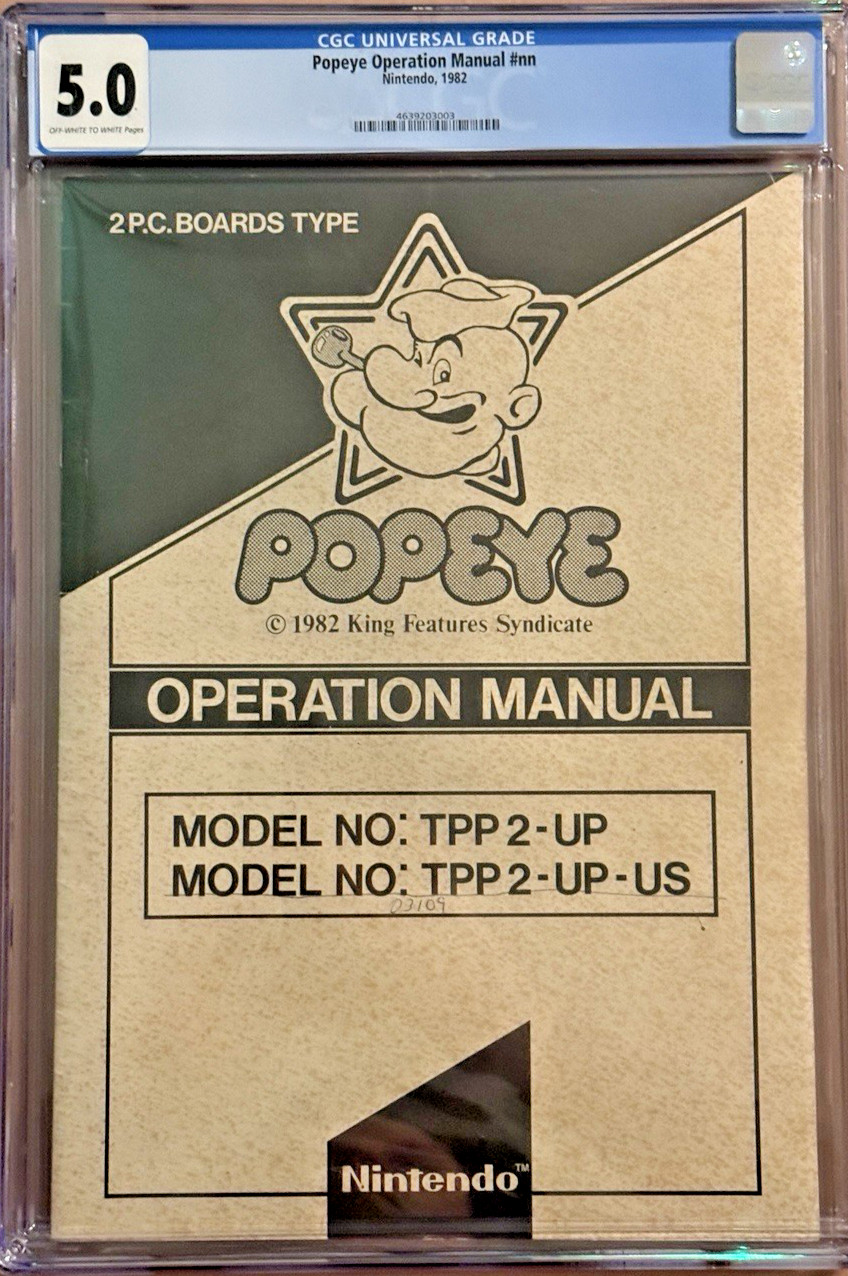 CGC UNIVERSAL GRADE
Popeye Operation Manual #nn
Nintendo, 1982
4639203003
5.0
OFF-WHITE TO WHITE Pages
2 P.C. BOARDS TYPE
POPEYE
© 1982 King Features Syndicate
OPERATION MANUAL
MODEL NO: TPP 2-UP
MODEL NO: TPP 2-UP-US
03109
Nintendo™